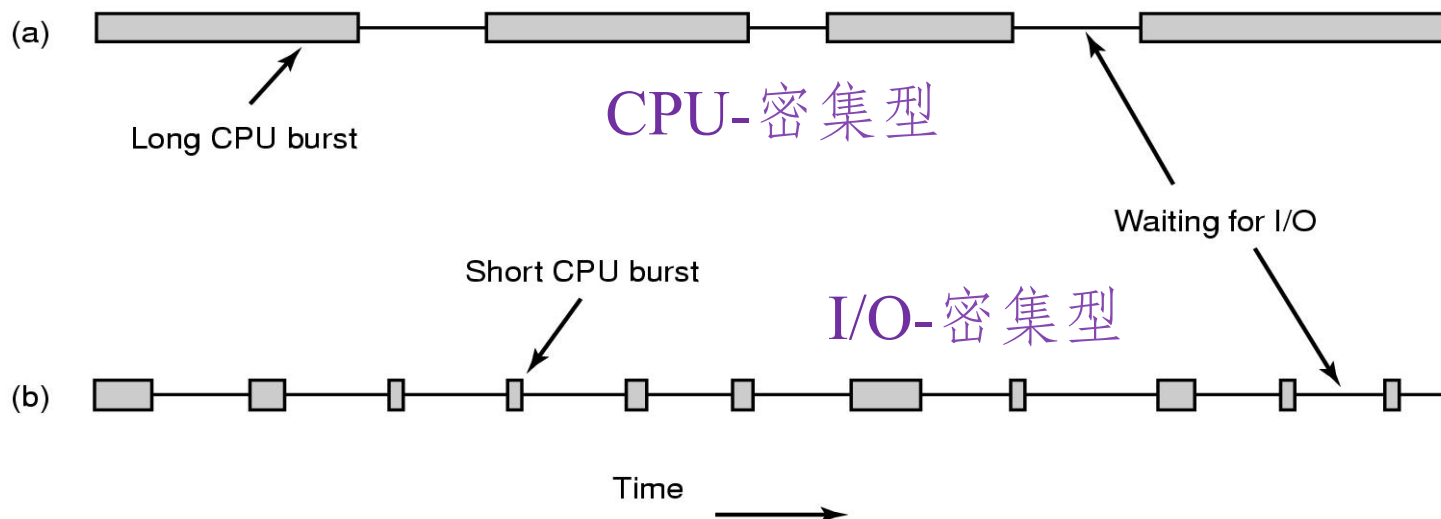 (a)
Long CPU burst
CPU-密集型
Waiting for I/O
Short CPU burst
I/O-密集型
(b)
Time